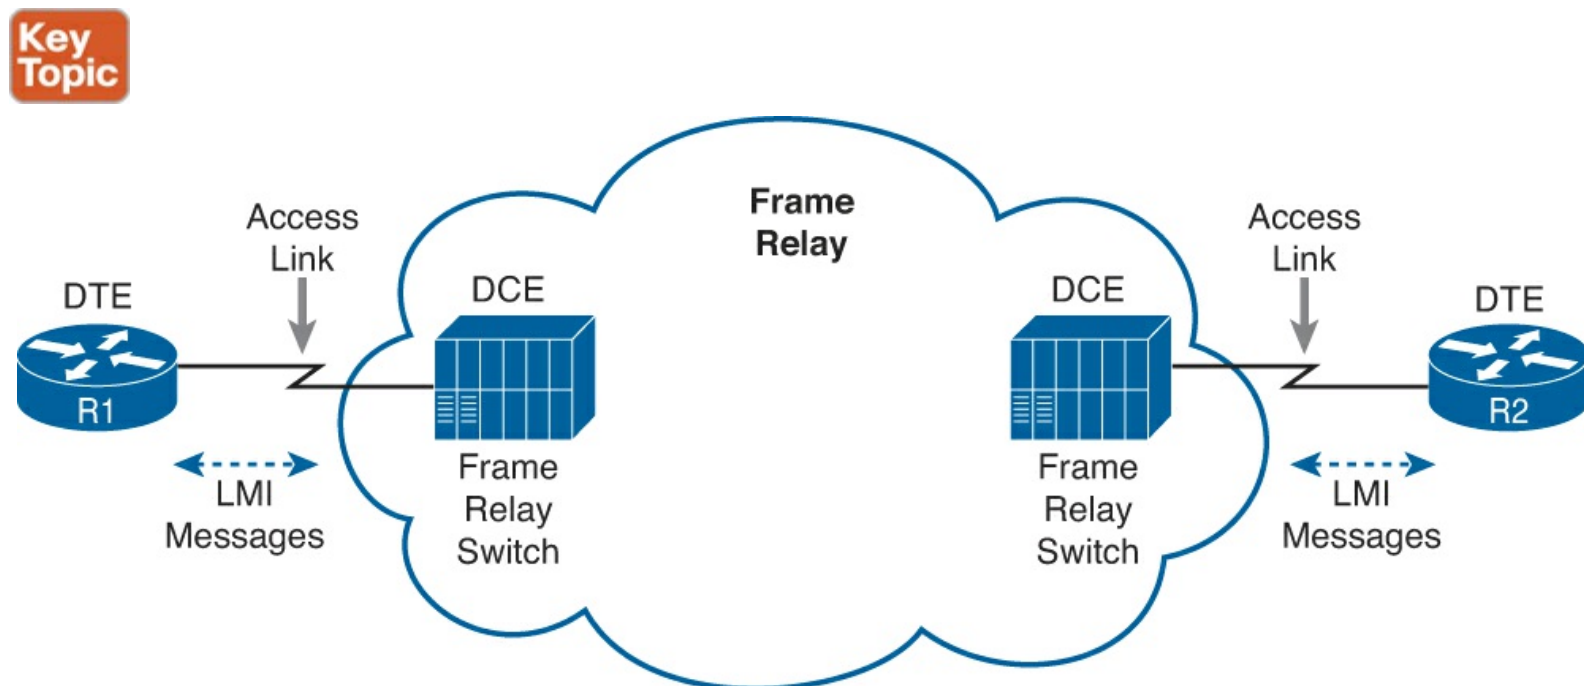 Key
Topic
Frame
Relay
Access
Link
Access
Link
DTE
DCE
DCE
DTE
R1
R2
Frame
Relay
Switch
Frame
Relay
Switch
LMI
Messages
LMI
Messages